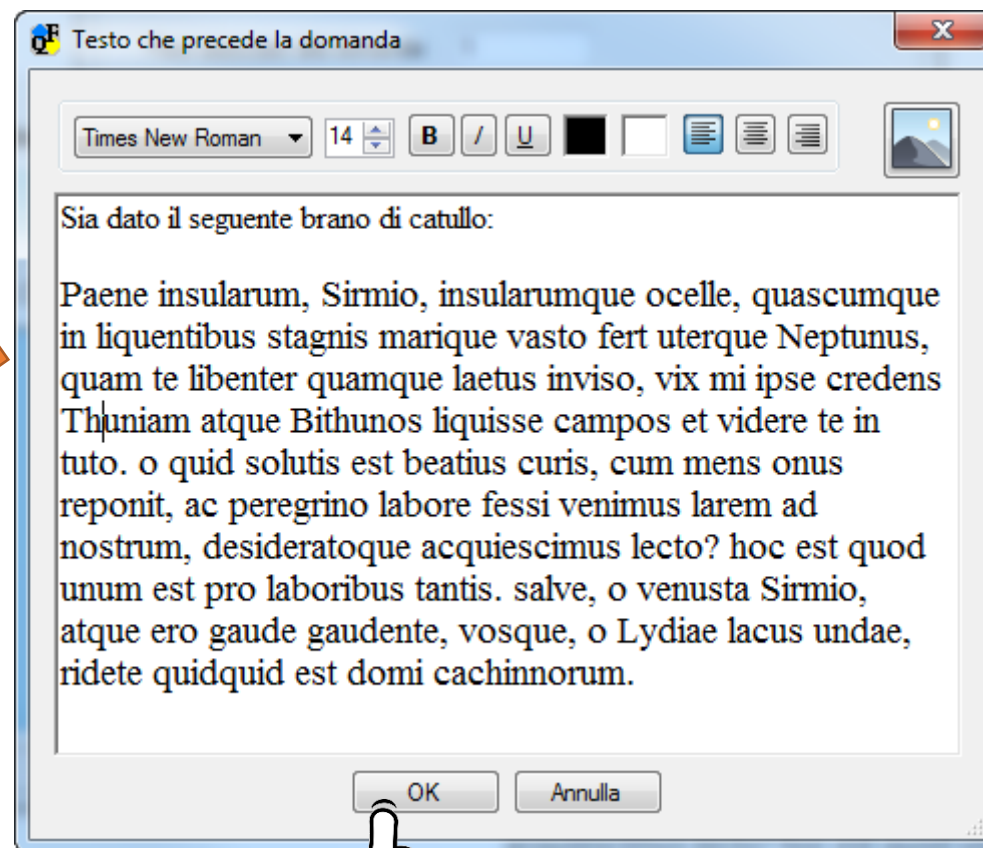 QF Testo che precede la domanda
Times New Roman 14 B I U
Sia dato il seguente brano di catullo:
Paene insularum, Sirmio, insularumque ocelle, quascumque
in liquentibus stagnis marique vasto fert uterque Neptunus,
quam te libenter quamque laetus inviso, vix mi ipse credens
Thuniam atque Bithunos liquisse campos et videre te in
tuto. o quid solutis est beatius curis, cum mens onus
reponit, ac peregrino labore fessi venimus larem ad
nostrum, desideratoque acquiescimus lecto? hoc est quod
unum est pro laboribus tantis. salve, o venusta Sirmio,
atque ero gaude gaudente, vosque, o Lydiae lacus undae,
ridete quidquid est domi cachinnorum.
OK Annulla